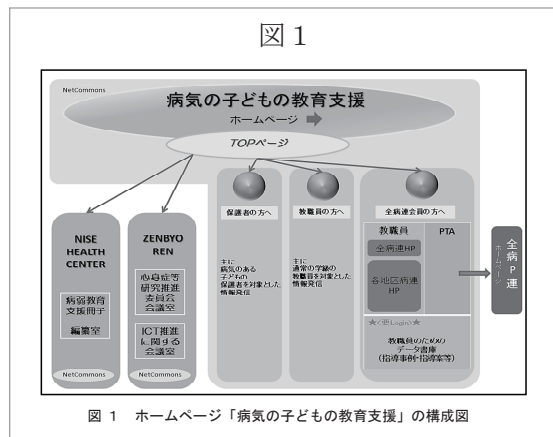 図1
NetCommons
病気の子どもの教育支援
ホームページ
TOPページ
NISE
HEALTH
CENTER
病弱教育
支援冊子
編集室
NetCommons
ZENBYO
REN
心身症等
研究推進
委員会
会議室
ICT推進
に関する
会議室
NetCommons
保護者の方へ
主に
病気のある
子どもの
保護者を対象とした
情報発信
教職員の方へ
主に
通常の学級の
教職員を対象とした
情報発信
全病連会員の方へ
教職員
全病連HP
各地区病連
HP
PTA
★<要Login>★
教職員のための
データ書庫
(指導事例・指導案等)
全病P連
ホームページ
図 1 ホームページ「病気の子どもの教育支援」の構成図